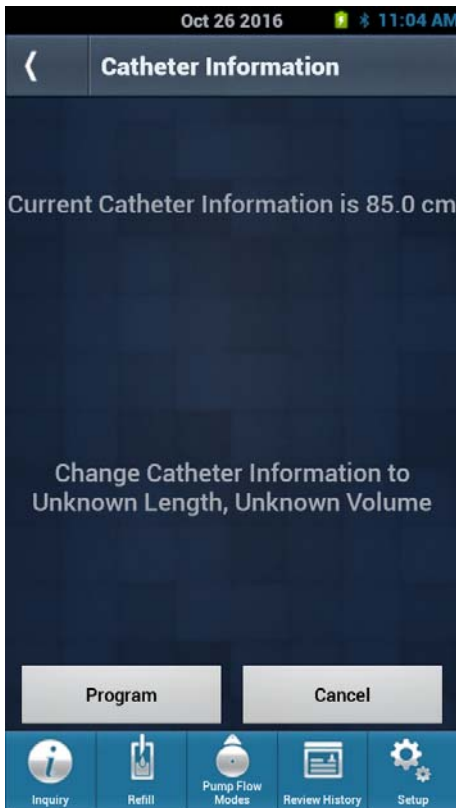 Oct 26 2016 11:04 AM
Catheter Information
Current Catheter Information is 85.0 cm
Change Catheter Information to
Unknown Length, Unknown Volume
Program Cancel
Inquiry Refill Pump Flow Modes Review History Setup